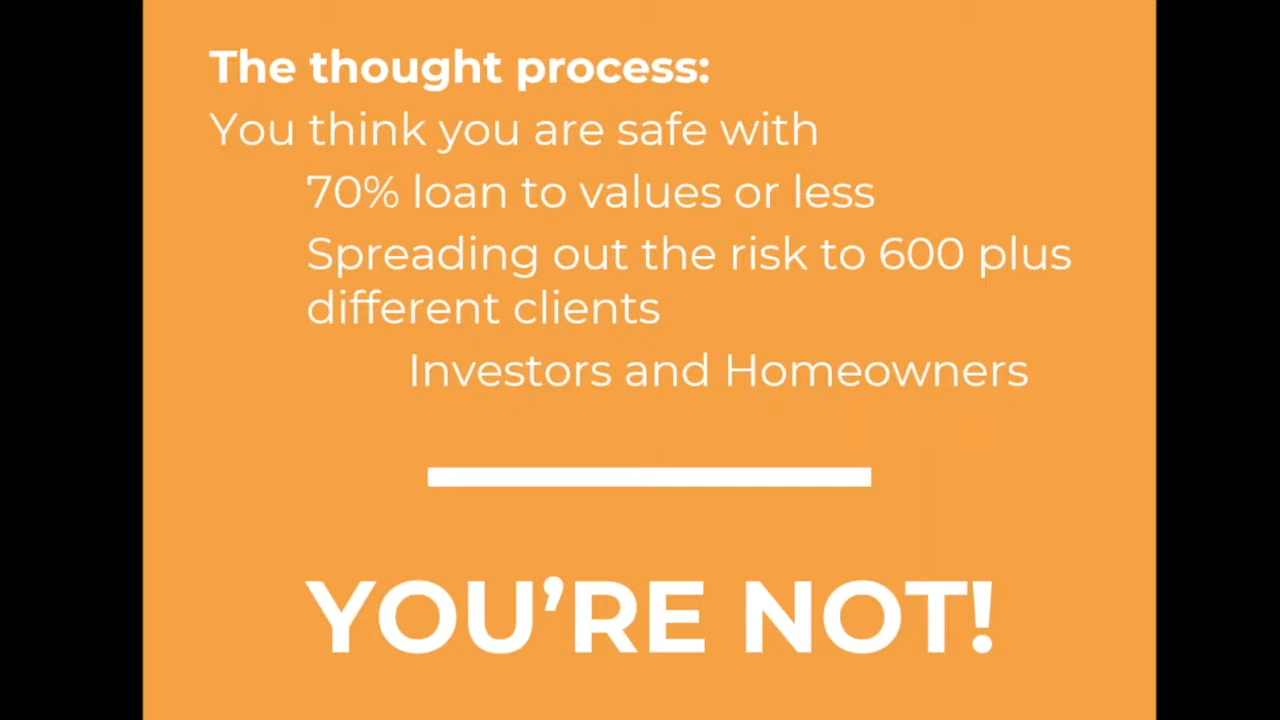 The thought process:
You think you are safe with
70% loan to values or less
Spreading out the risk to 600 plus
different clients
Investors and Homeowners
YOU’RE NOT!